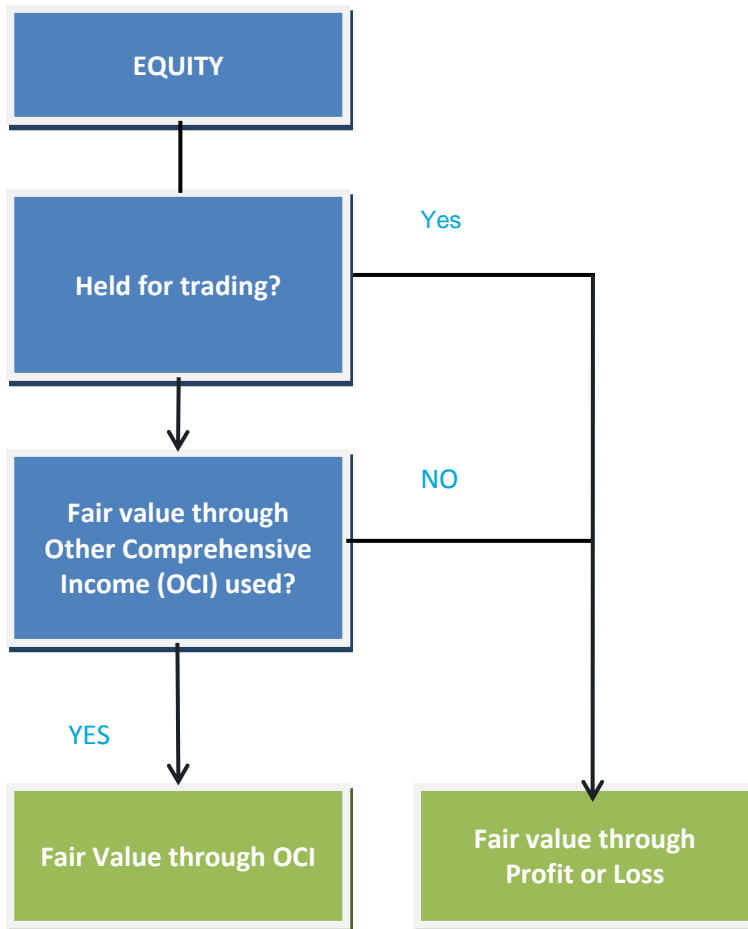 EQUITY
Yes
Held for trading?
NO
Fair value through
Other Comprehensive
Income (OCI) used?
YES
Fair Value through OCI
Fair value through
Profit or Loss